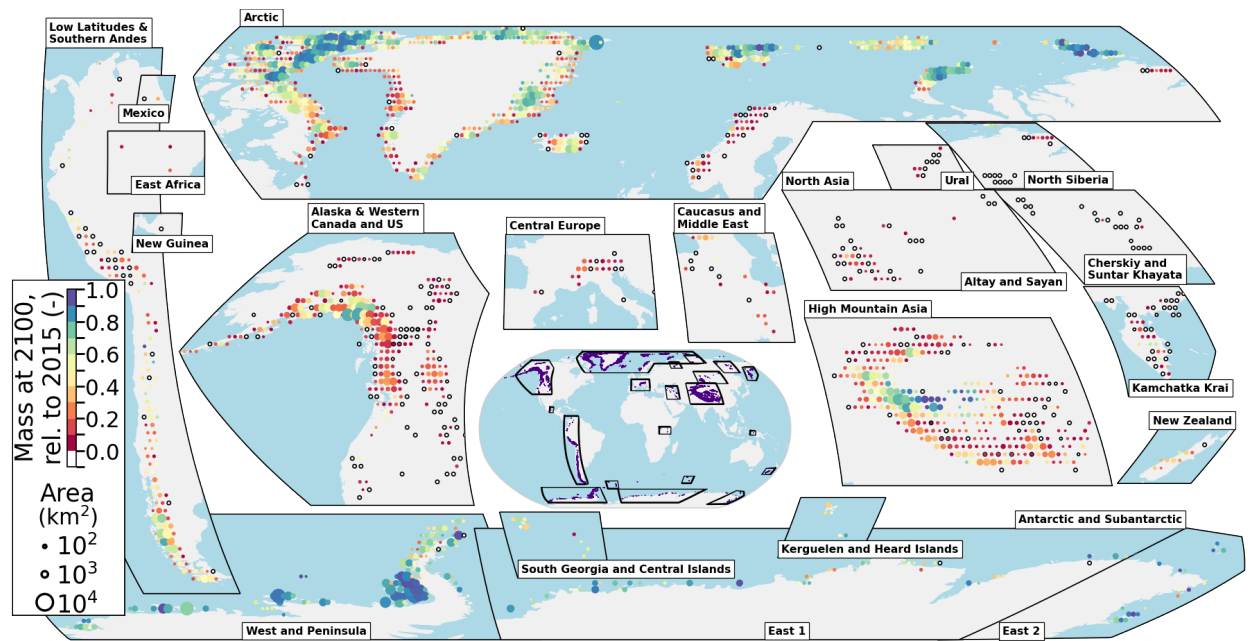 Arctic
Low Latitudes &
Southern Andes
Mexico
East Africa
New Guinea
Alaska & Western
Canada and US
Central Europe
Caucasus and
Middle East
North Asia
Ural
North Siberia
Altay and Sayan
Cherskiy and
Suntar Khayata
High Mountain Asia
Kamchatka Krai
New Zealand
Mass at 2100,
rel. to 2015 (-)
1.0
0.8
0.6
0.4
0.2
0.0
Area
(km²)
10²
10³
10⁴
Antarctic and Subantarctic
Kerguelen and Heard Islands
South Georgia and Central Islands
West and Peninsula
East 1
East 2